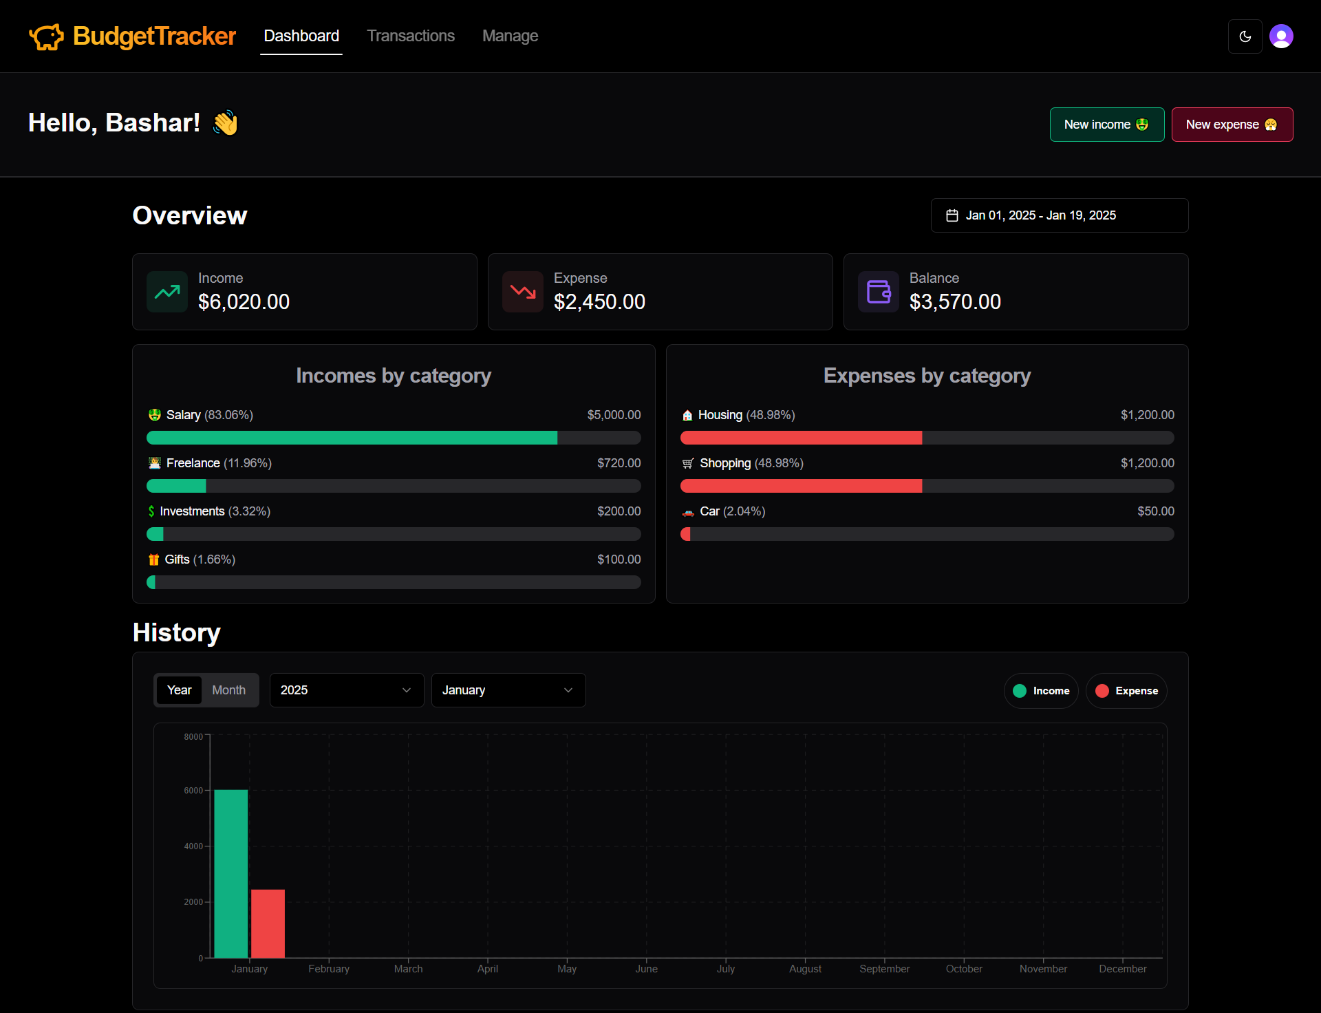 BudgetTracker Dashboard Transactions Manage
Hello, Bashar! 👋
New income 🤑 New expense 😤
Overview
Jan 01, 2025 - Jan 19, 2025
Income
$6,020.00
Expense
$2,450.00
Balance
$3,570.00
Incomes by category
Salary (83.06%) $5,000.00
Freelance (11.96%) $720.00
$ Investments (3.32%) $200.00
Gifts (1.66%) $100.00
Expenses by category
Housing (48.98%) $1,200.00
Shopping (48.98%) $1,200.00
Car (2.04%) $50.00
History
Year Month 2025 January
Income Expense
8000
6000
4000
2000
0
January February March April May June July August September October November December